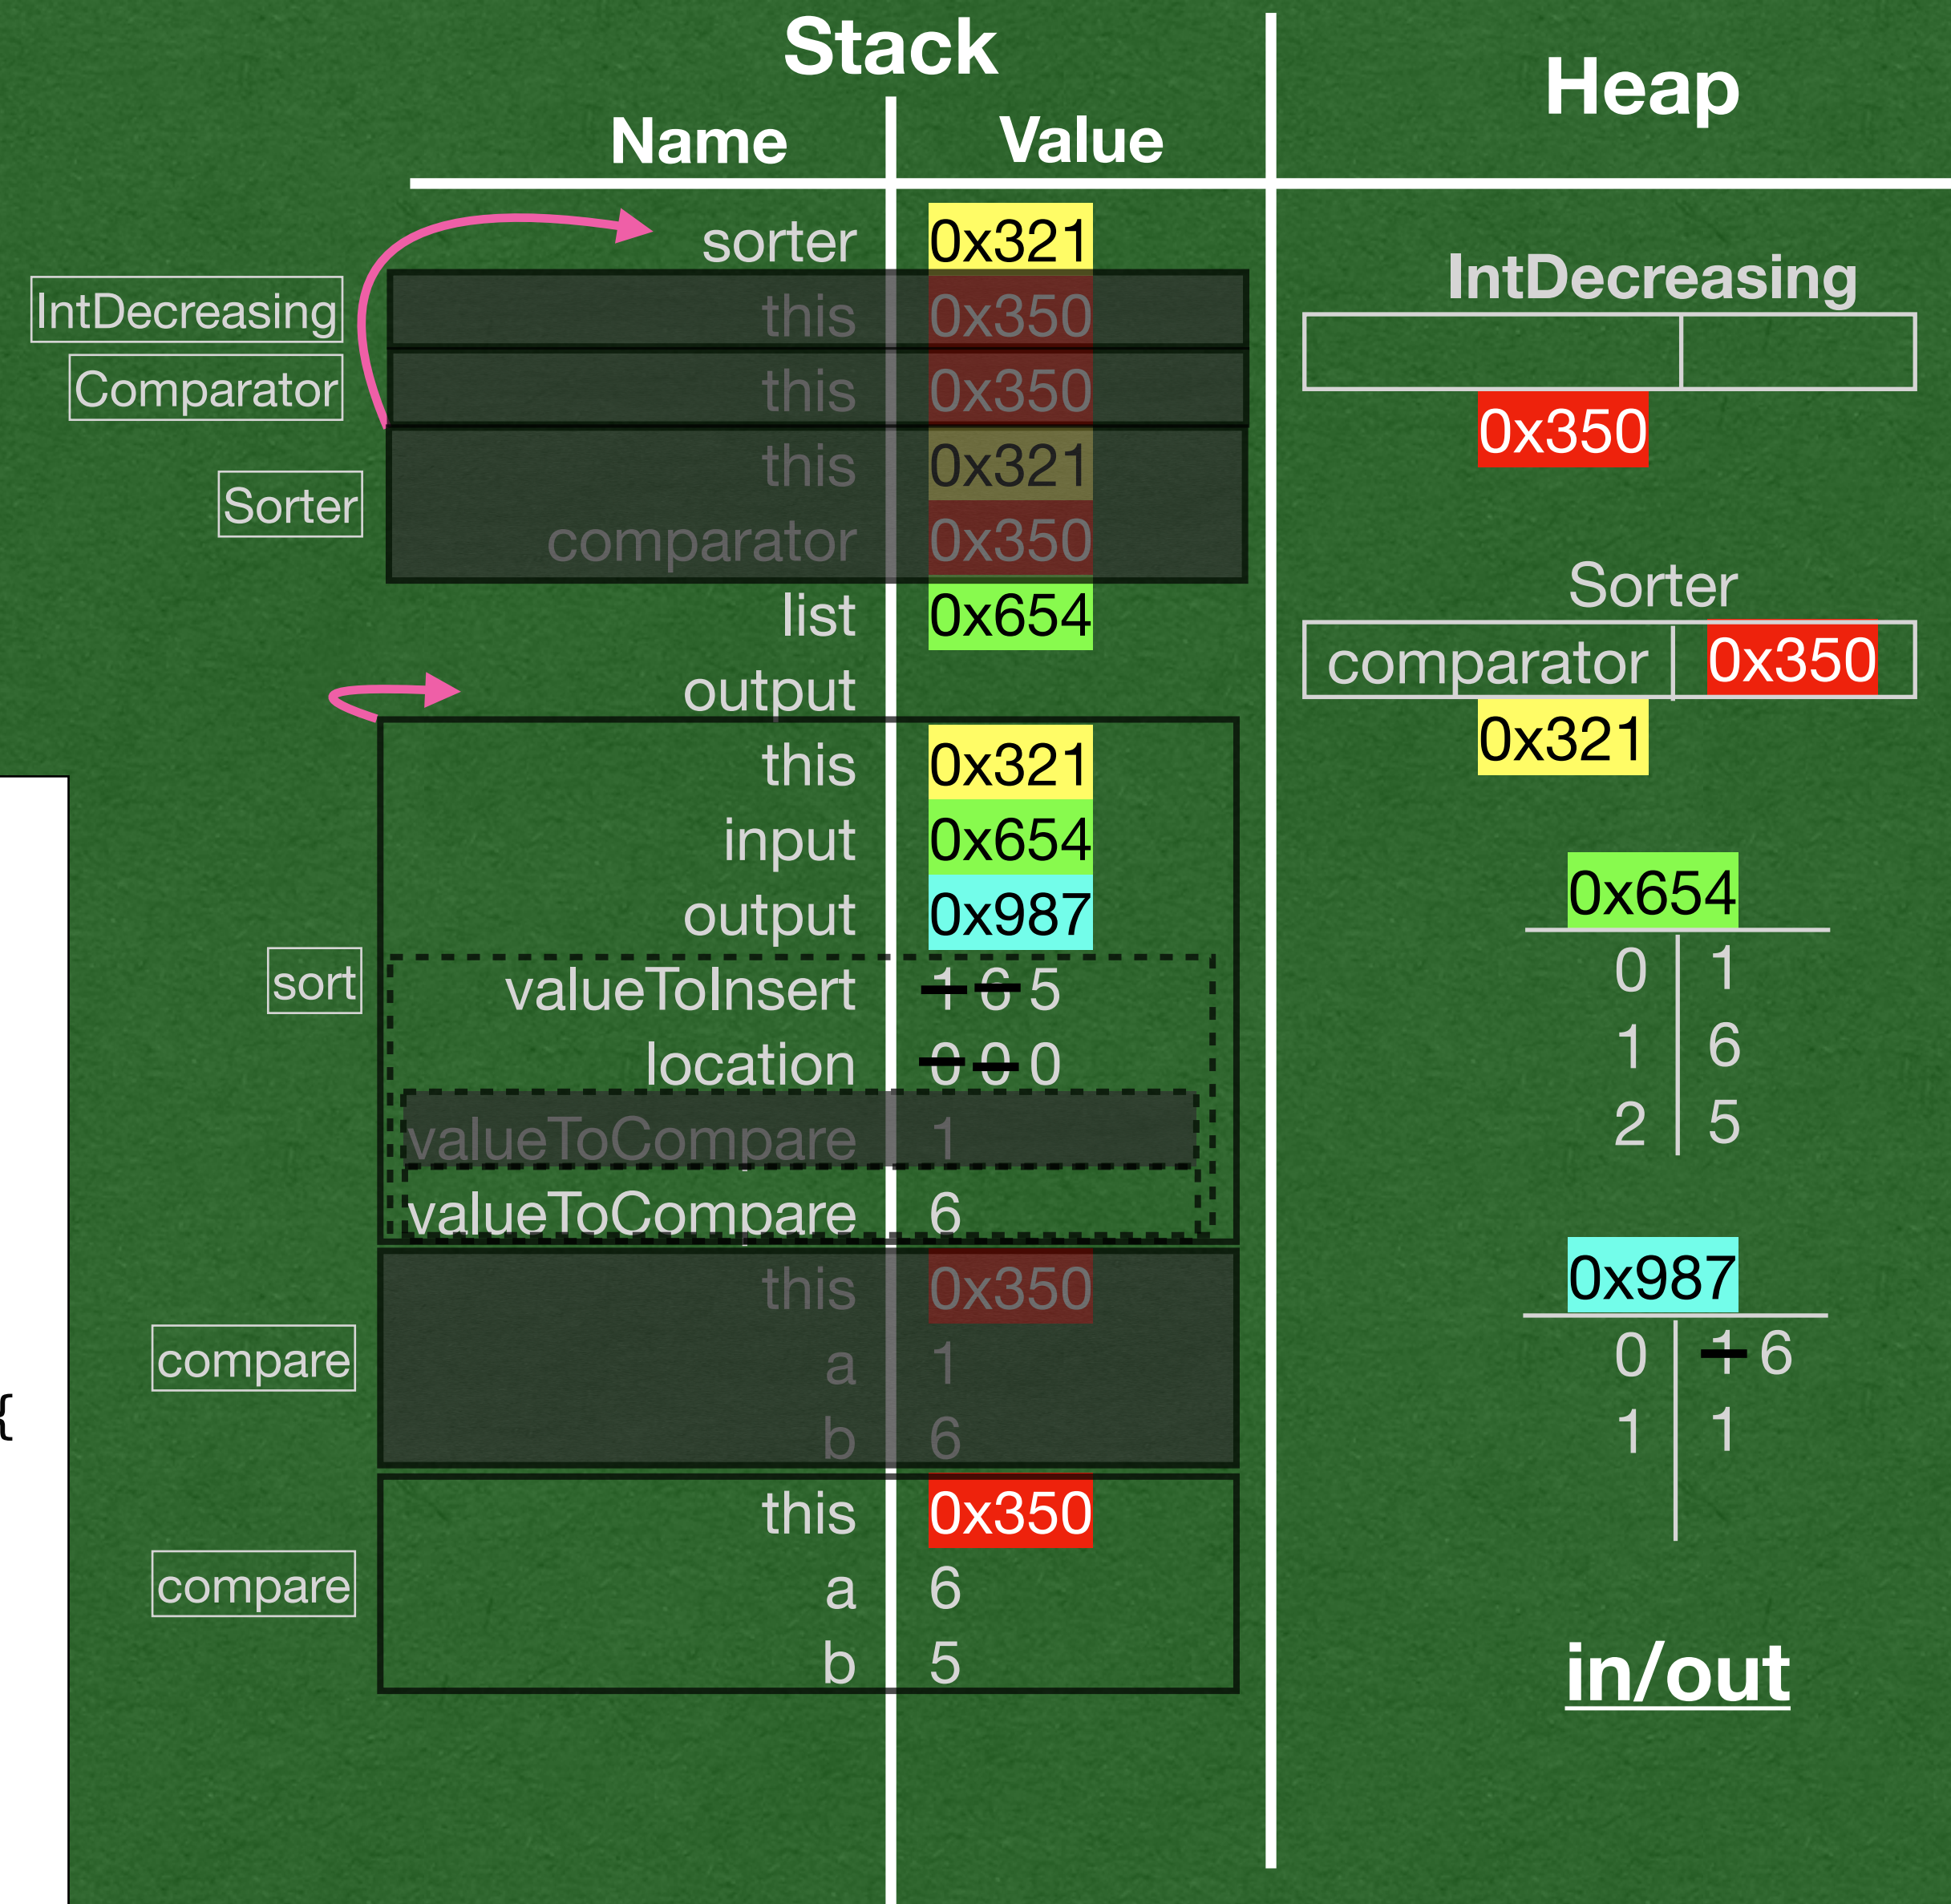 Stack
Heap
Name Value
sorter 0x321
IntDecreasing this 0x350
Comparator this 0x350
this 0x321
Sorter
comparator 0x350
list 0x654
output
this 0x321
input 0x654
output 0x987
sort
valueToInsert 1 6 5
location 0 0 0
valueToCompare 1
valueToCompare 6
this 0x350
compare
a 1
b 6
this 0x350
compare
a 6
b 5
{
IntDecreasing
0x350
Sorter
comparator 0x350
0x321
0x654
0 1
1 6
2 5
0x987
0 1 6
1 1
in/out